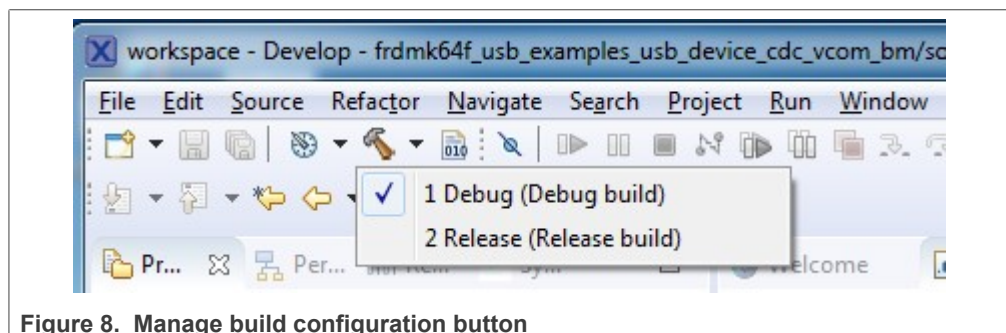 workspace - Develop - frdmk64f_usb_examples_usb_device_cdc_vcom_bm/so
File Edit Source Refactor Navigate Search Project Run Window
010
1 Debug (Debug build)
2 Release (Release build)
Pr... Per... Welcome
Figure 8. Manage build configuration button